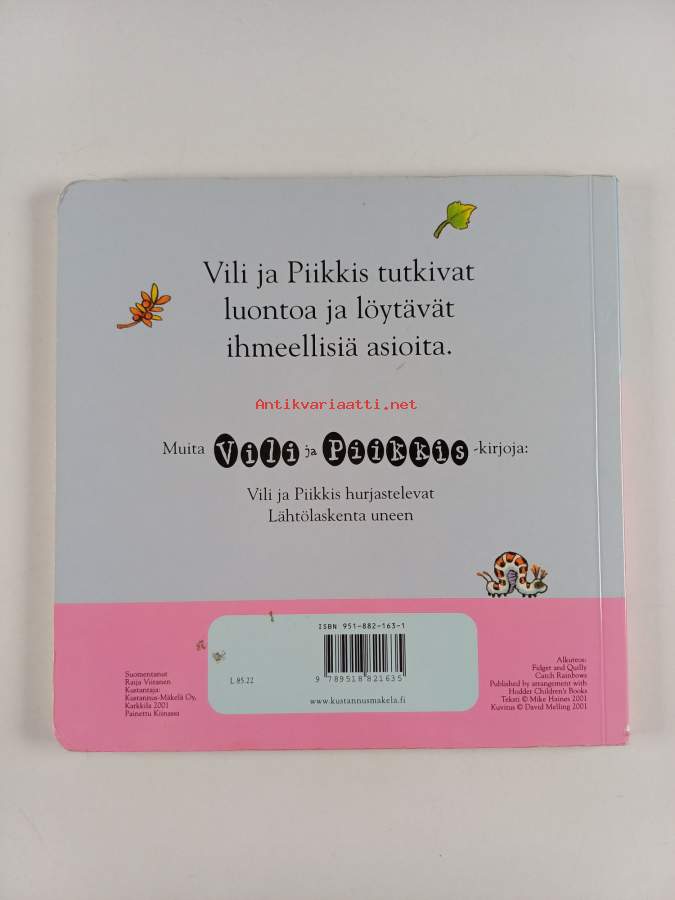 Vili ja Piikkis tutkivat
luontoa ja löytävät
ihmeellisiä asioita.
Antikvariaatti.net
Muita Vili ja Piikkis -kirjoja:
Vili ja Piikkis hurjastelevat
Lähtölaskenta uneen
ISBN 951-882-163-1
9 789518 821635
www.kustannusmakela.fi
L 85.22
Suomentanut
Raija Viitanen
Kustantaja:
Kustannus-Mäkelä Oy,
Karkkila 2001
Painettu Kiinassa
Alkuteos:
Fidget and Quilly
Catch Rainbows
Published by arrangement with
Hodder Children's Books
Teksti © Mike Haines 2001
Kuvitus © David Melling 2001